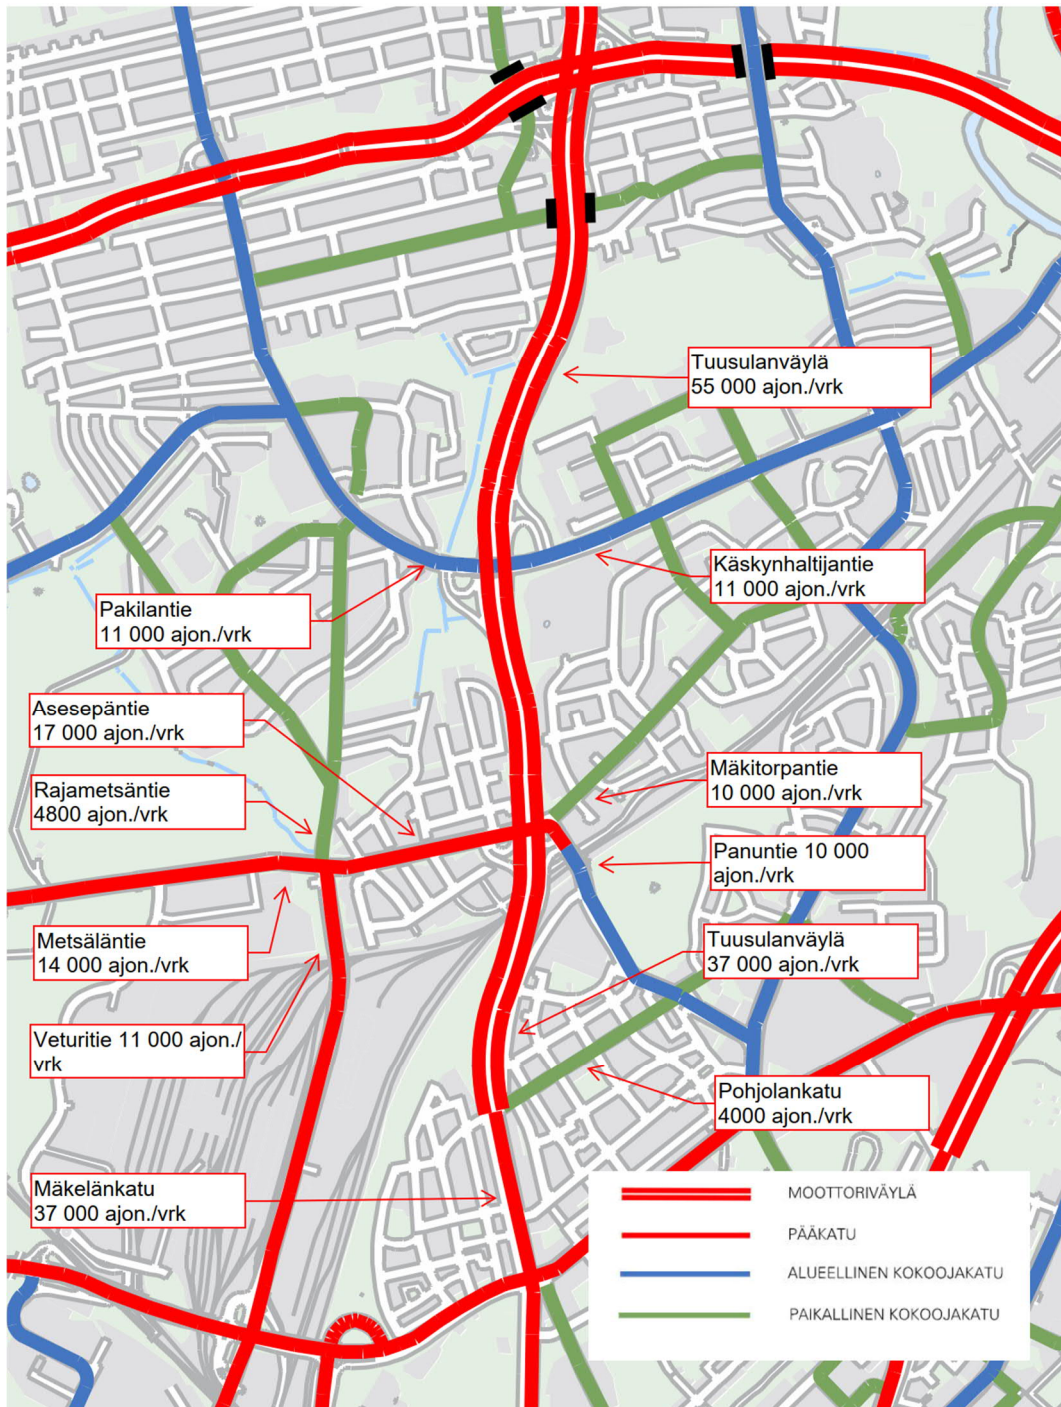 Tuusulanväylä
55 000 ajon./vrk
Käskynhaltijantie
11 000 ajon./vrk
Pakilantie
11 000 ajon./vrk
Asesepäntie
17 000 ajon./vrk
Rajametsäntie
4800 ajon./vrk
Mäkitorpantie
10 000 ajon./vrk
Panuntie 10 000
ajon./vrk
Metsäläntie
14 000 ajon./vrk
Tuusulanväylä
37 000 ajon./vrk
Veturitie 11 000 ajon./
vrk
Pohjolankatu
4000 ajon./vrk
Mäkelänkatu
37 000 ajon./vrk
MOOTTORIVÄYLÄ
PÄÄKATU
ALUEELLINEN KOKOOJAKATU
PAIKALLINEN KOKOOJAKATU